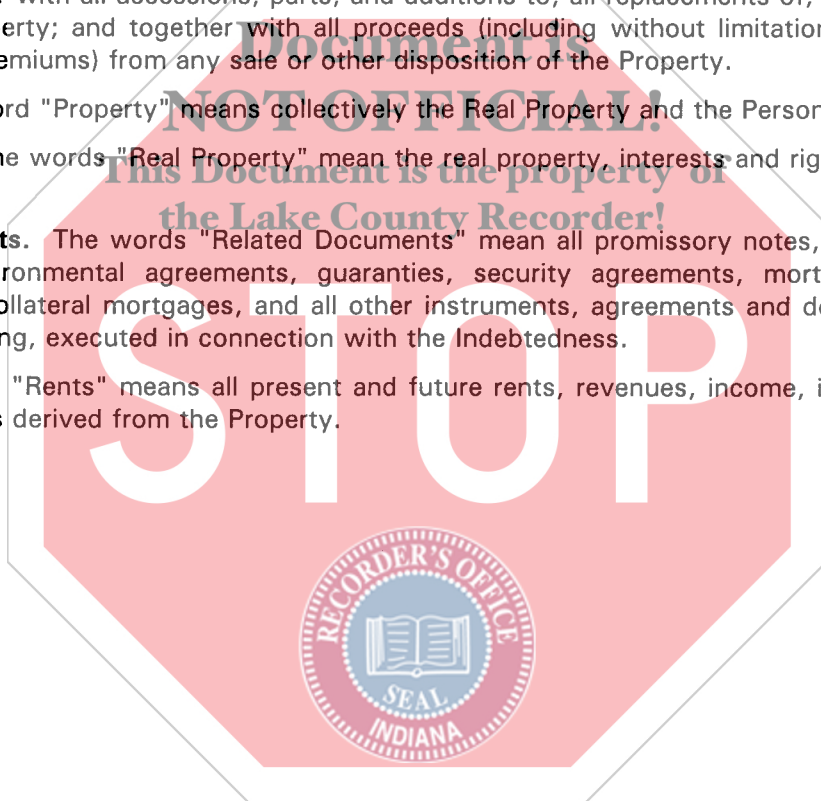 with all accessions, parts, and additions to, all replacements of,
erty; and together with all proceeds (including without limitation
emiums) from any sale or other disposition of the Property.
Document is
ord "Property" means collectively the Real Property and the Person
NOT OFFICIAL!
he words "Real Property" mean the real property, interests and rig
This Document is the property of
the Lake County Recorder!
ts. The words "Related Documents" mean all promissory notes,
ronmental agreements, guaranties, security agreements, mort
ollateral mortgages, and all other instruments, agreements and d
ng, executed in connection with the Indebtedness.
"Rents" means all present and future rents, revenues, income, i
s derived from the Property.
STOP
RECORDER'S OFFICE
SEAL
INDIANA